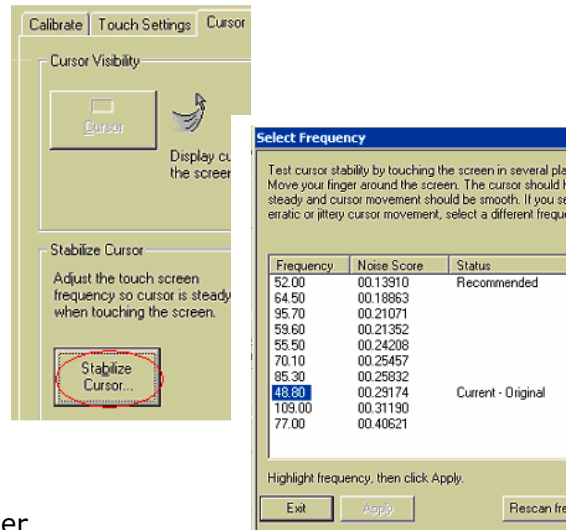 Calibrate Touch Settings Cursor
Cursor Visibility
Cursor
Display cu
the screen
Stabilize Cursor
Adjust the touch screen
frequency so cursor is steady
when touching the screen.
Stabilize
Cursor...
Select Frequency
Test cursor stability by touching the screen in several pla
Move your finger around the screen. The cursor should h
steady and cursor movement should be smooth. If you se
erratic or jittery cursor movement, select a different freque
Frequency Noise Score Status
52.00 00.13910 Recommended
64.50 00.18863
95.70 00.21071
59.60 00.21352
55.50 00.24208
70.10 00.25457
85.30 00.25832
48.80 00.29174 Current - Original
109.00 00.31190
77.00 00.40621
Highlight frequency, then click Apply.
Exit Apply Rescan fre
er